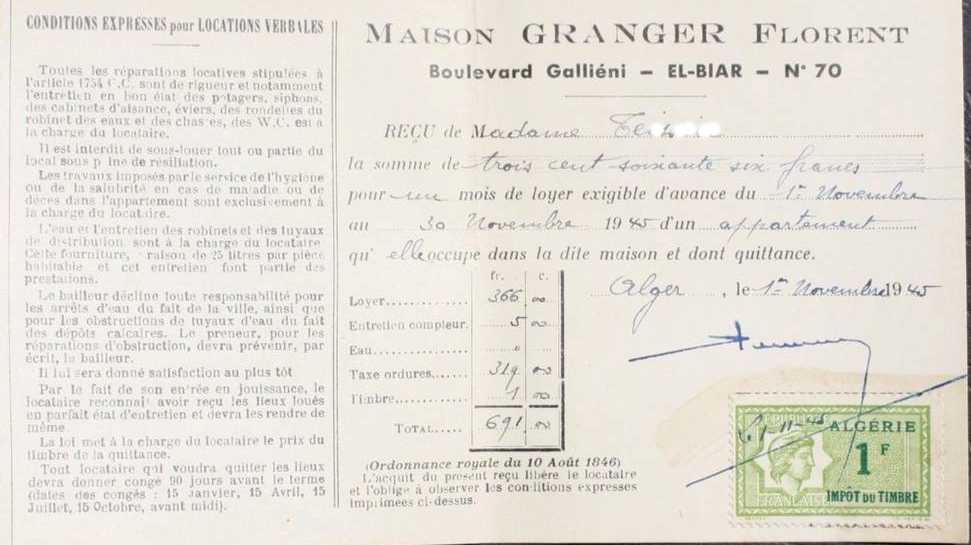 CONDITIONS EXPRESSES pour LOCATIONS VERBALES
Toutes les réparations locatives stipulées à
l'article 1754 C.C. sont de rigueur et notamment
l'entretien en bon état des potagers, siphons,
des cabinets d'aisance, éviers, des rondelles du
robinet des eaux et des chasses, des W.C. est à
la charge du locataire.
Il est interdit de sous-louer tout ou partie du
local sous peine de résiliation.
Les travaux imposés par le service de l'hygiène
ou de la salubrité en cas de maladie ou de
décès dans l'appartement sont exclusivement à
la charge du locataire.
L'eau et l'entretien des robinets et des tuyaux
de distribution sont à la charge du locataire.
Cette fourniture, raison de 25 litres par pièce
habitable et cet entretien font partie des
prestations.
Le bailleur décline toute responsabilité pour
les arrêts d'eau du fait de la ville, ainsi que
pour les obstructions de tuyaux d'eau du fait
des dépôts calcaires. Le preneur, pour les
réparations d'obstruction, devra prévenir, par
écrit, le bailleur.
Il lui sera donné satisfaction au plus tôt
Par le fait de son entrée en jouissance, le
locataire reconnaît avoir reçu les lieux loués
en parfait état d'entretien et devra les rendre de
même.
La loi met à la charge du locataire le prix du
timbre de la quittance.
Tout locataire qui voudra quitter les lieux
devra donner congé 90 jours avant le terme
(dates des congés : 15 Janvier, 15 Avril, 15
Juillet, 15 Octobre, avant midi).
MAISON GRANGER FLORENT
Boulevard Galliéni - EL-BIAR - N° 70
REÇU de Madame
la somme de trois cent soixante six francs
pour un mois de loyer exigible d'avance du 1er Novembre
au 30 Novembre 1945 d'un appartement
qu'elle occupe dans la dite maison et dont quittance.
fr. c.
Loyer 366 00
Entretien compteur. 5 00
Eau
Taxe ordures 319 00
Timbre 1 00
TOTAL 691 00
Alger, le 1er Novembre 1945
(Ordonnance royale du 10 Août 1846)
L'acquit du présent reçu libère le locataire
et l'oblige à observer les conditions expresses
imprimées ci-dessus.
RÉPUBLIQUE
FRANÇAISE
ALGÉRIE
1F
IMPÔT DU TIMBRE